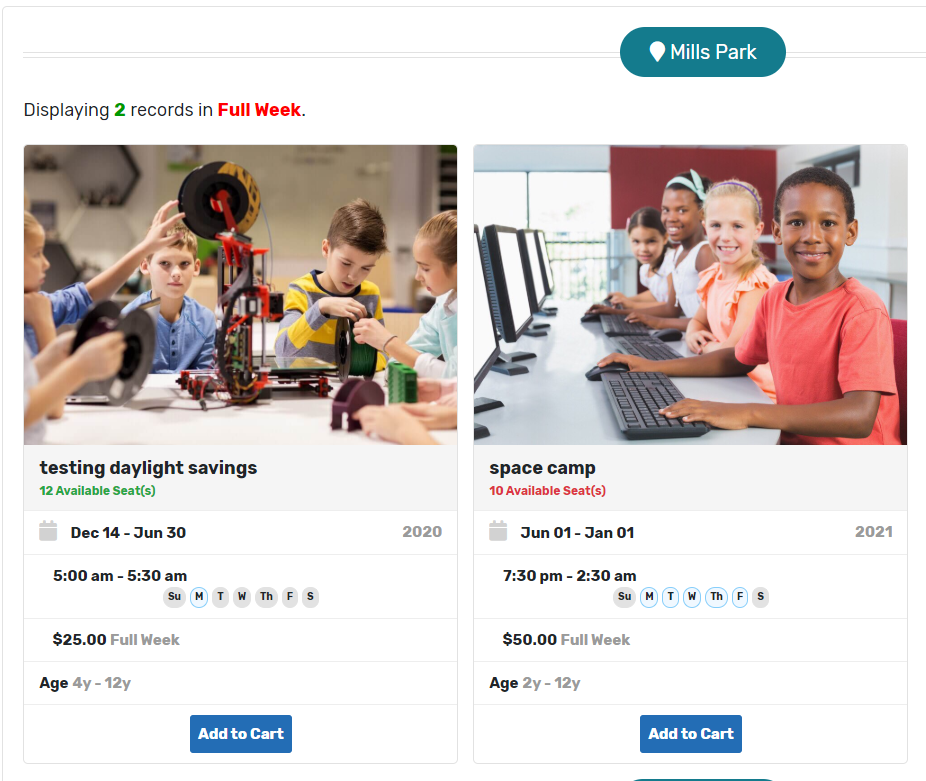 Mills Park
Displaying 2 records in Full Week.
testing daylight savings
12 Available Seat(s)
Dec 14 - Jun 30 2020
5:00 am - 5:30 am
Su M T W Th F S
$25.00 Full Week
Age 4y - 12y
Add to Cart
space camp
10 Available Seat(s)
Jun 01 - Jan 01 2021
7:30 pm - 2:30 am
Su M T W Th F S
$50.00 Full Week
Age 2y - 12y
Add to Cart